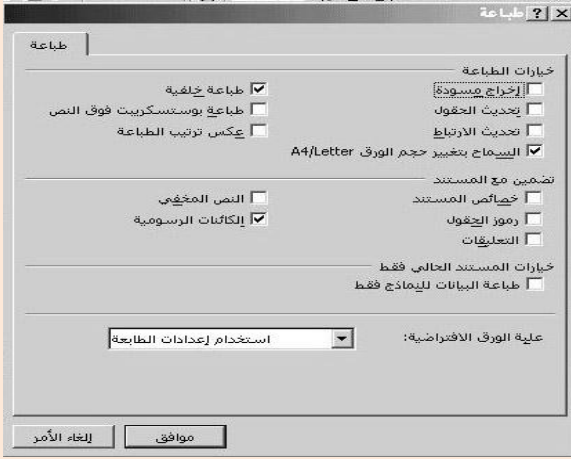 طباعة
طباعة
خيارات الطباعة
إخراج مسودة
طباعة خلفية
تحديث الحقول
طباعة بوستسكريبت فوق النص
تحديث الارتباط
عكس ترتيب الطباعة
السماح بتغيير حجم الورق A4/Letter
تضمين مع المستند
خصائص المستند
النص المخفي
رموز الحقول
الكائنات الرسومية
التعليقات
خيارات المستند الحالي فقط
طباعة البيانات للنماذج فقط
علبة الورق الافتراضية:
استخدام إعدادات الطابعة
موافق
إلغاء الأمر